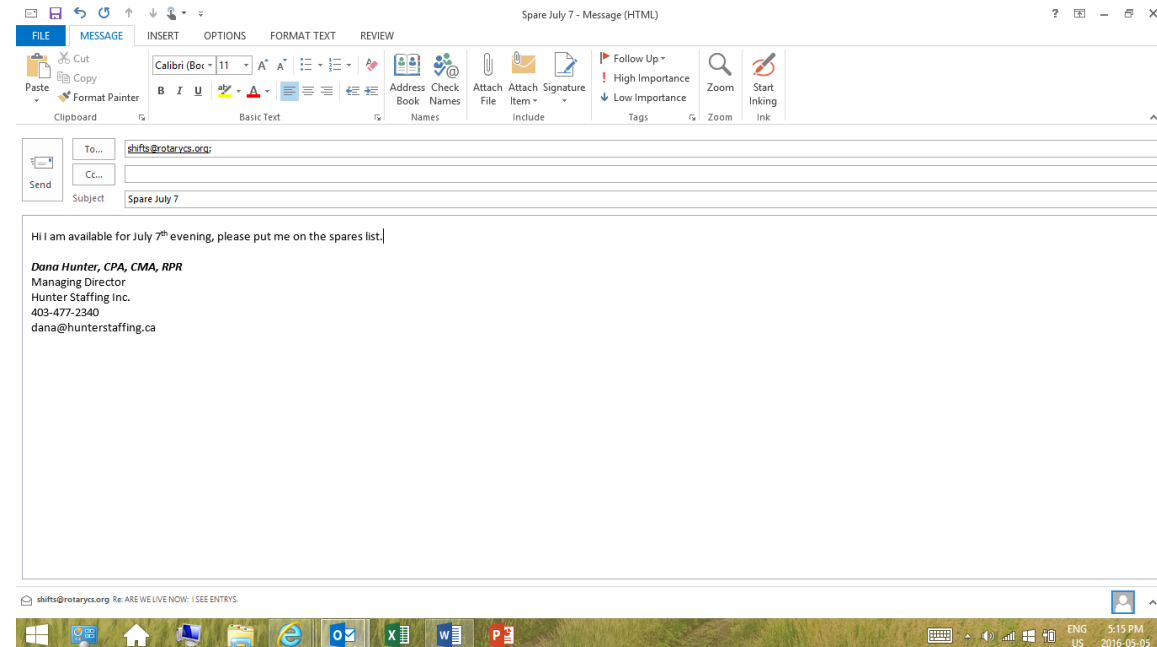 Spare July 7 - Message (HTML)
?
FILE MESSAGE INSERT OPTIONS FORMAT TEXT REVIEW
Cut
Copy
Format Painter
Paste
Clipboard
Calibri (Boc 11 A A
B I U ab A
Basic Text
Address Book
Check Names
Names
Attach File
Attach Item
Signature
Include
Follow Up
High Importance
Low Importance
Tags
Zoom
Zoom
Start Inking
Ink
Send
To... shifts@rotarycs.org;
Cc...
Subject Spare July 7
Hi I am available for July 7th evening, please put me on the spares list.
Dana Hunter, CPA, CMA, RPR
Managing Director
Hunter Staffing Inc.
403-477-2340
dana@hunterstaffing.ca
shifts@rotarycs.org Re: ARE WE LIVE NOW: I SEE ENTRYS.
ENG 5:15 PM
US 2016-05-05